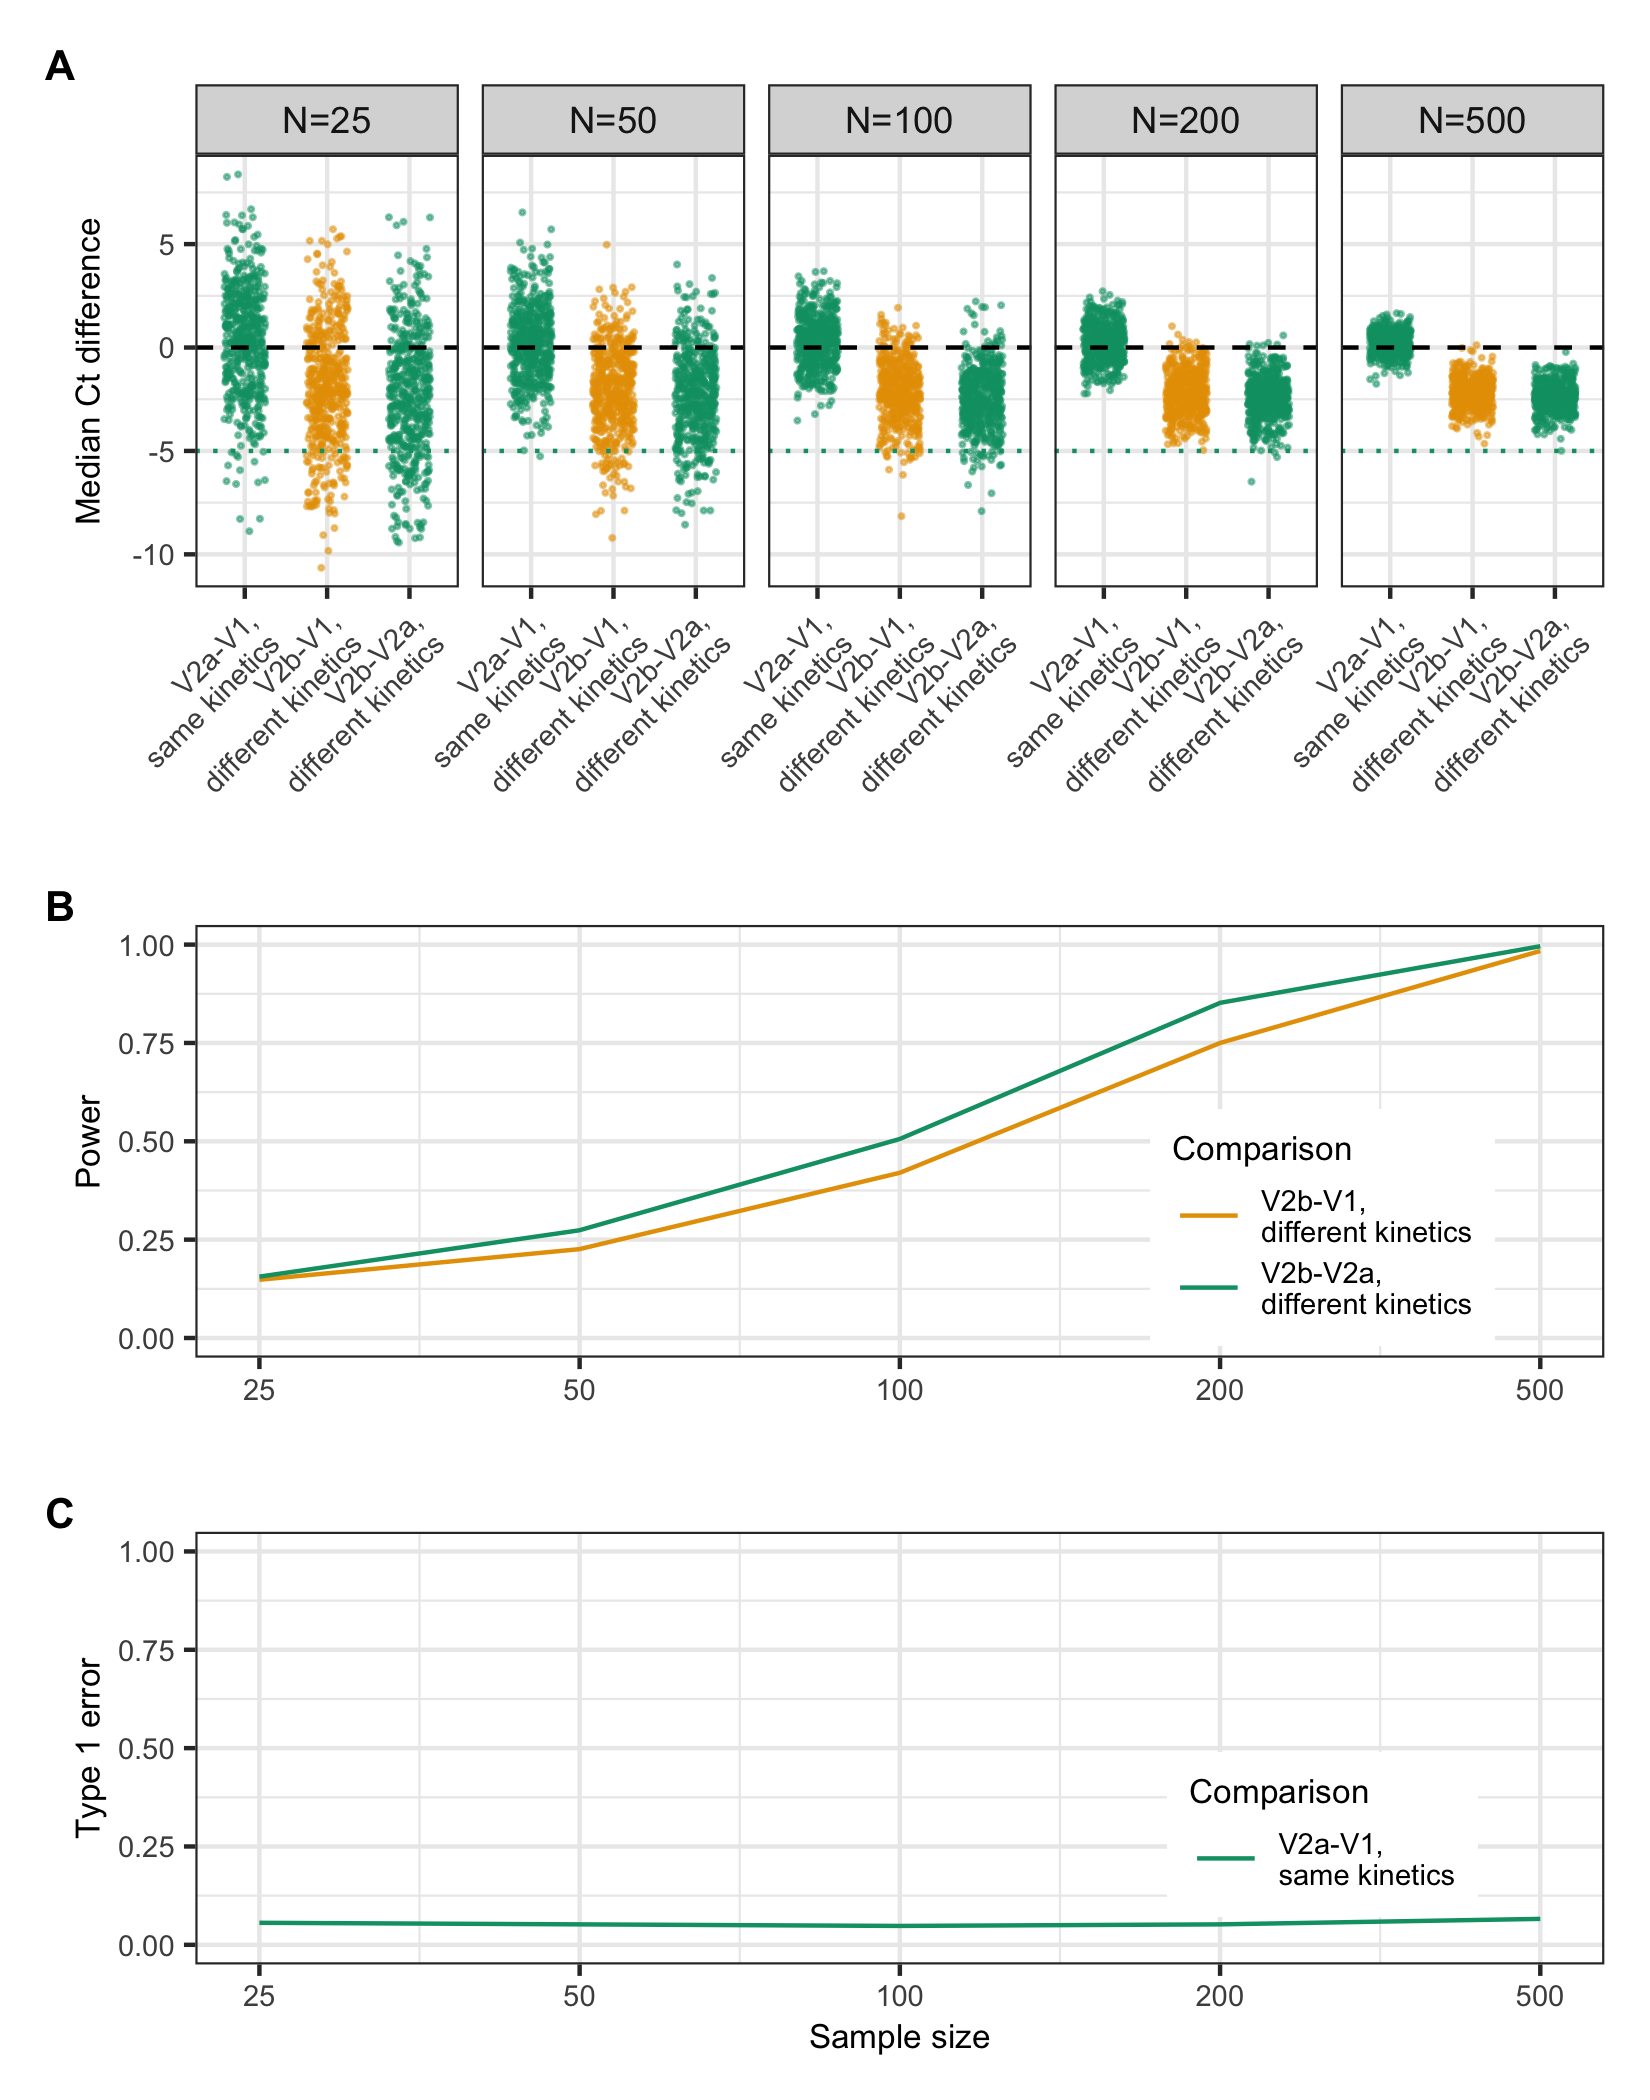 A
N=25
N=50
N=100
N=200
N=500
Median Ct difference
5
0
-5
-10
V2a-V1,
same kinetics
V2b-V1,
different kinetics
V2b-V2a,
different kinetics
V2a-V1,
same kinetics
V2b-V1,
different kinetics
V2b-V2a,
different kinetics
V2a-V1,
same kinetics
V2b-V1,
different kinetics
V2b-V2a,
different kinetics
V2a-V1,
same kinetics
V2b-V1,
different kinetics
V2b-V2a,
different kinetics
V2a-V1,
same kinetics
V2b-V1,
different kinetics
V2b-V2a,
different kinetics
B
Power
1.00
0.75
0.50
0.25
0.00
Comparison
V2b-V1,
different kinetics
V2b-V2a,
different kinetics
25
50
100
200
500
C
Type 1 error
1.00
0.75
0.50
0.25
0.00
Comparison
V2a-V1,
same kinetics
25
50
100
200
500
Sample size